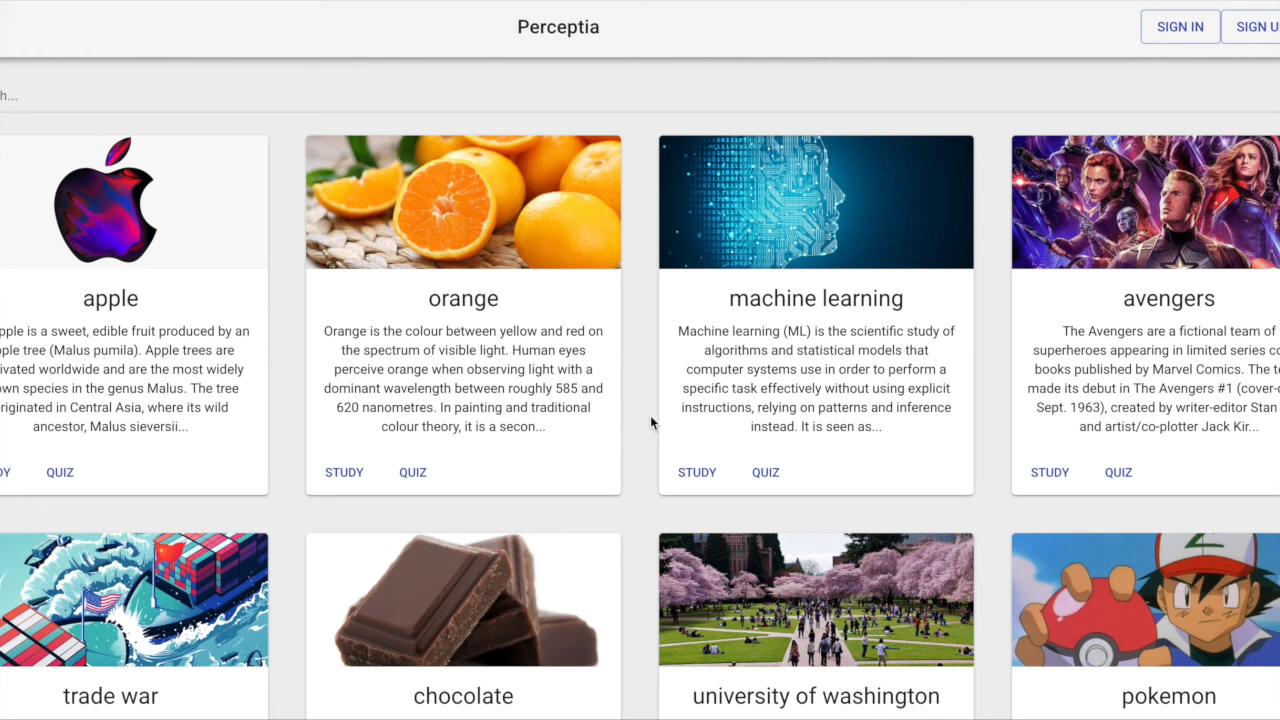 Perceptia
SIGN IN
SIGN U
h...
apple
pple is a sweet, edible fruit produced by an
ple tree (Malus pumila). Apple trees are
ivated worldwide and are the most widely
wn species in the genus Malus. The tree
riginated in Central Asia, where its wild
ancestor, Malus sieversii...
DY
QUIZ
orange
Orange is the colour between yellow and red on
the spectrum of visible light. Human eyes
perceive orange when observing light with a
dominant wavelength between roughly 585 and
620 nanometres. In painting and traditional
colour theory, it is a secon...
STUDY
QUIZ
machine learning
Machine learning (ML) is the scientific study of
algorithms and statistical models that
computer systems use in order to perform a
specific task effectively without using explicit
instructions, relying on patterns and inference
instead. It is seen as...
STUDY
QUIZ
avengers
The Avengers are a fictional team of
superheroes appearing in limited series co
books published by Marvel Comics. The te
made its debut in The Avengers #1 (cover-
Sept. 1963), created by writer-editor Stan
and artist/co-plotter Jack Kir...
STUDY
QUIZ
trade war
chocolate
university of washington
pokemon